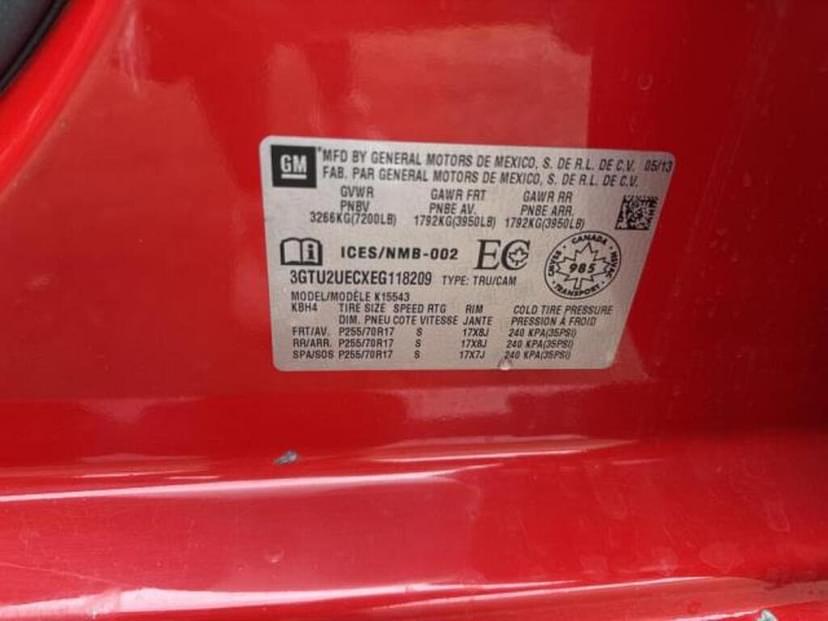 GM
*MFD BY GENERAL MOTORS DE MEXICO, S. DE R.L. DE C.V. 05/13
FAB. PAR GENERAL MOTORS DE MEXICO, S. DE R.L. DE C.V.
GVWR GAWR FRT GAWR RR
PNBV PNBE AV. PNBE ARR.
3266KG(7200LB) 1792KG(3950LB) 1792KG(3950LB)
i ICES/NMB-002 EC
CANADA
985
TRANSPORT
3GTU2UECXEG118209 TYPE: TRU/CAM
MODEL/MODÈLE K15543
KBH4 TIRE SIZE SPEED RTG RIM COLD TIRE PRESSURE
DIM. PNEU COTE VITESSE JANTE PRESSION À FROID
FRT/AV. P255/70R17 S 17X8J 240 KPA(35PSI)
RR/ARR. P255/70R17 S 17X8J 240 KPA(35PSI)
SPA/SOS P255/70R17 S 17X7J 240 KPA(35PSI)